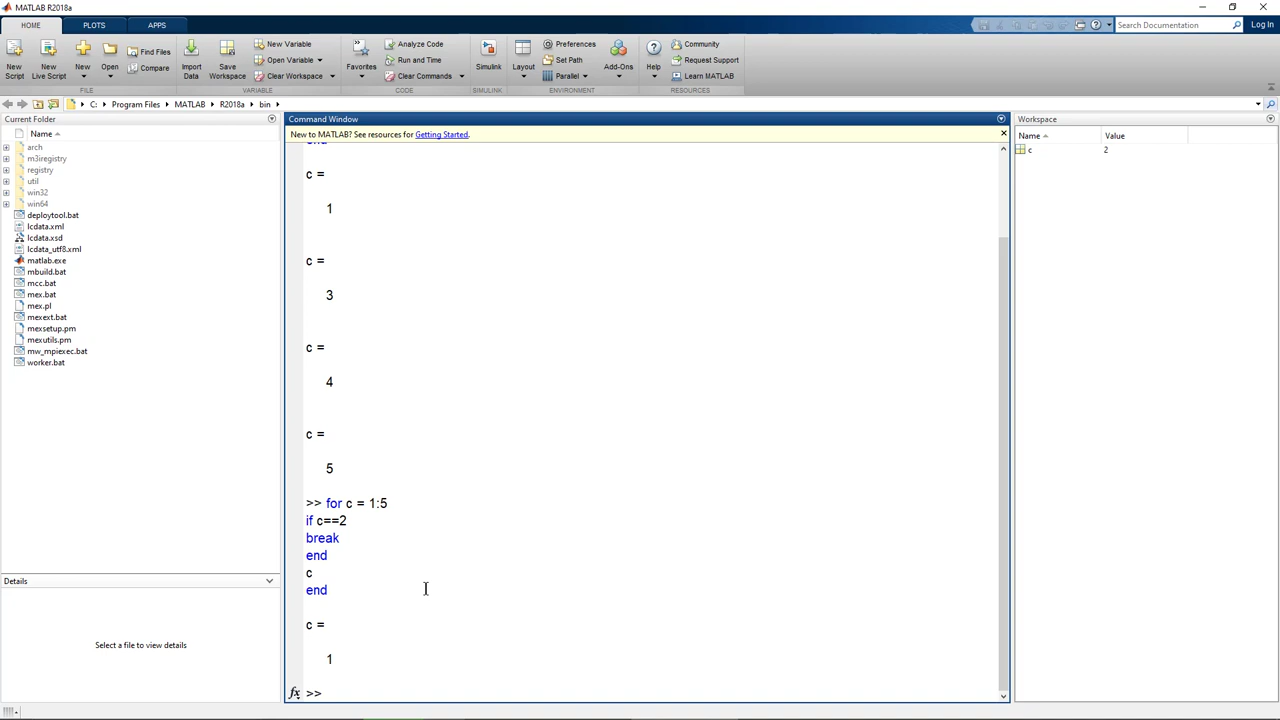 MATLAB R2018a
HOME
PLOTS
APPS
Search Documentation
Log In
New Script
New Live Script
New
Open
Find Files
Compare
Import Data
Save Workspace
New Variable
Open Variable
Clear Workspace
Favorites
Analyze Code
Run and Time
Clear Commands
Simulink
Layout
Preferences
Set Path
Parallel
Add-Ons
Help
Community
Request Support
Learn MATLAB
FILE
VARIABLE
CODE
SIMULINK
ENVIRONMENT
RESOURCES
C: Program Files MATLAB R2018a bin
Current Folder
Name
arch
m3iregistry
registry
util
win32
win64
deploytool.bat
lcdata.xml
lcdata.xsd
lcdata_utf8.xml
matlab.exe
mbuild.bat
mcc.bat
mex.bat
mex.pl
mexext.bat
mexsetup.pm
mexutils.pm
mw_mpiexec.bat
worker.bat
Details
Select a file to view details
Command Window
New to MATLAB? See resources for Getting Started.
end
c =
1
c =
3
c =
4
c =
5
>> for c = 1:5
if c==2
break
end
c
end
c =
1
fx >>
Workspace
Name Value
c 2